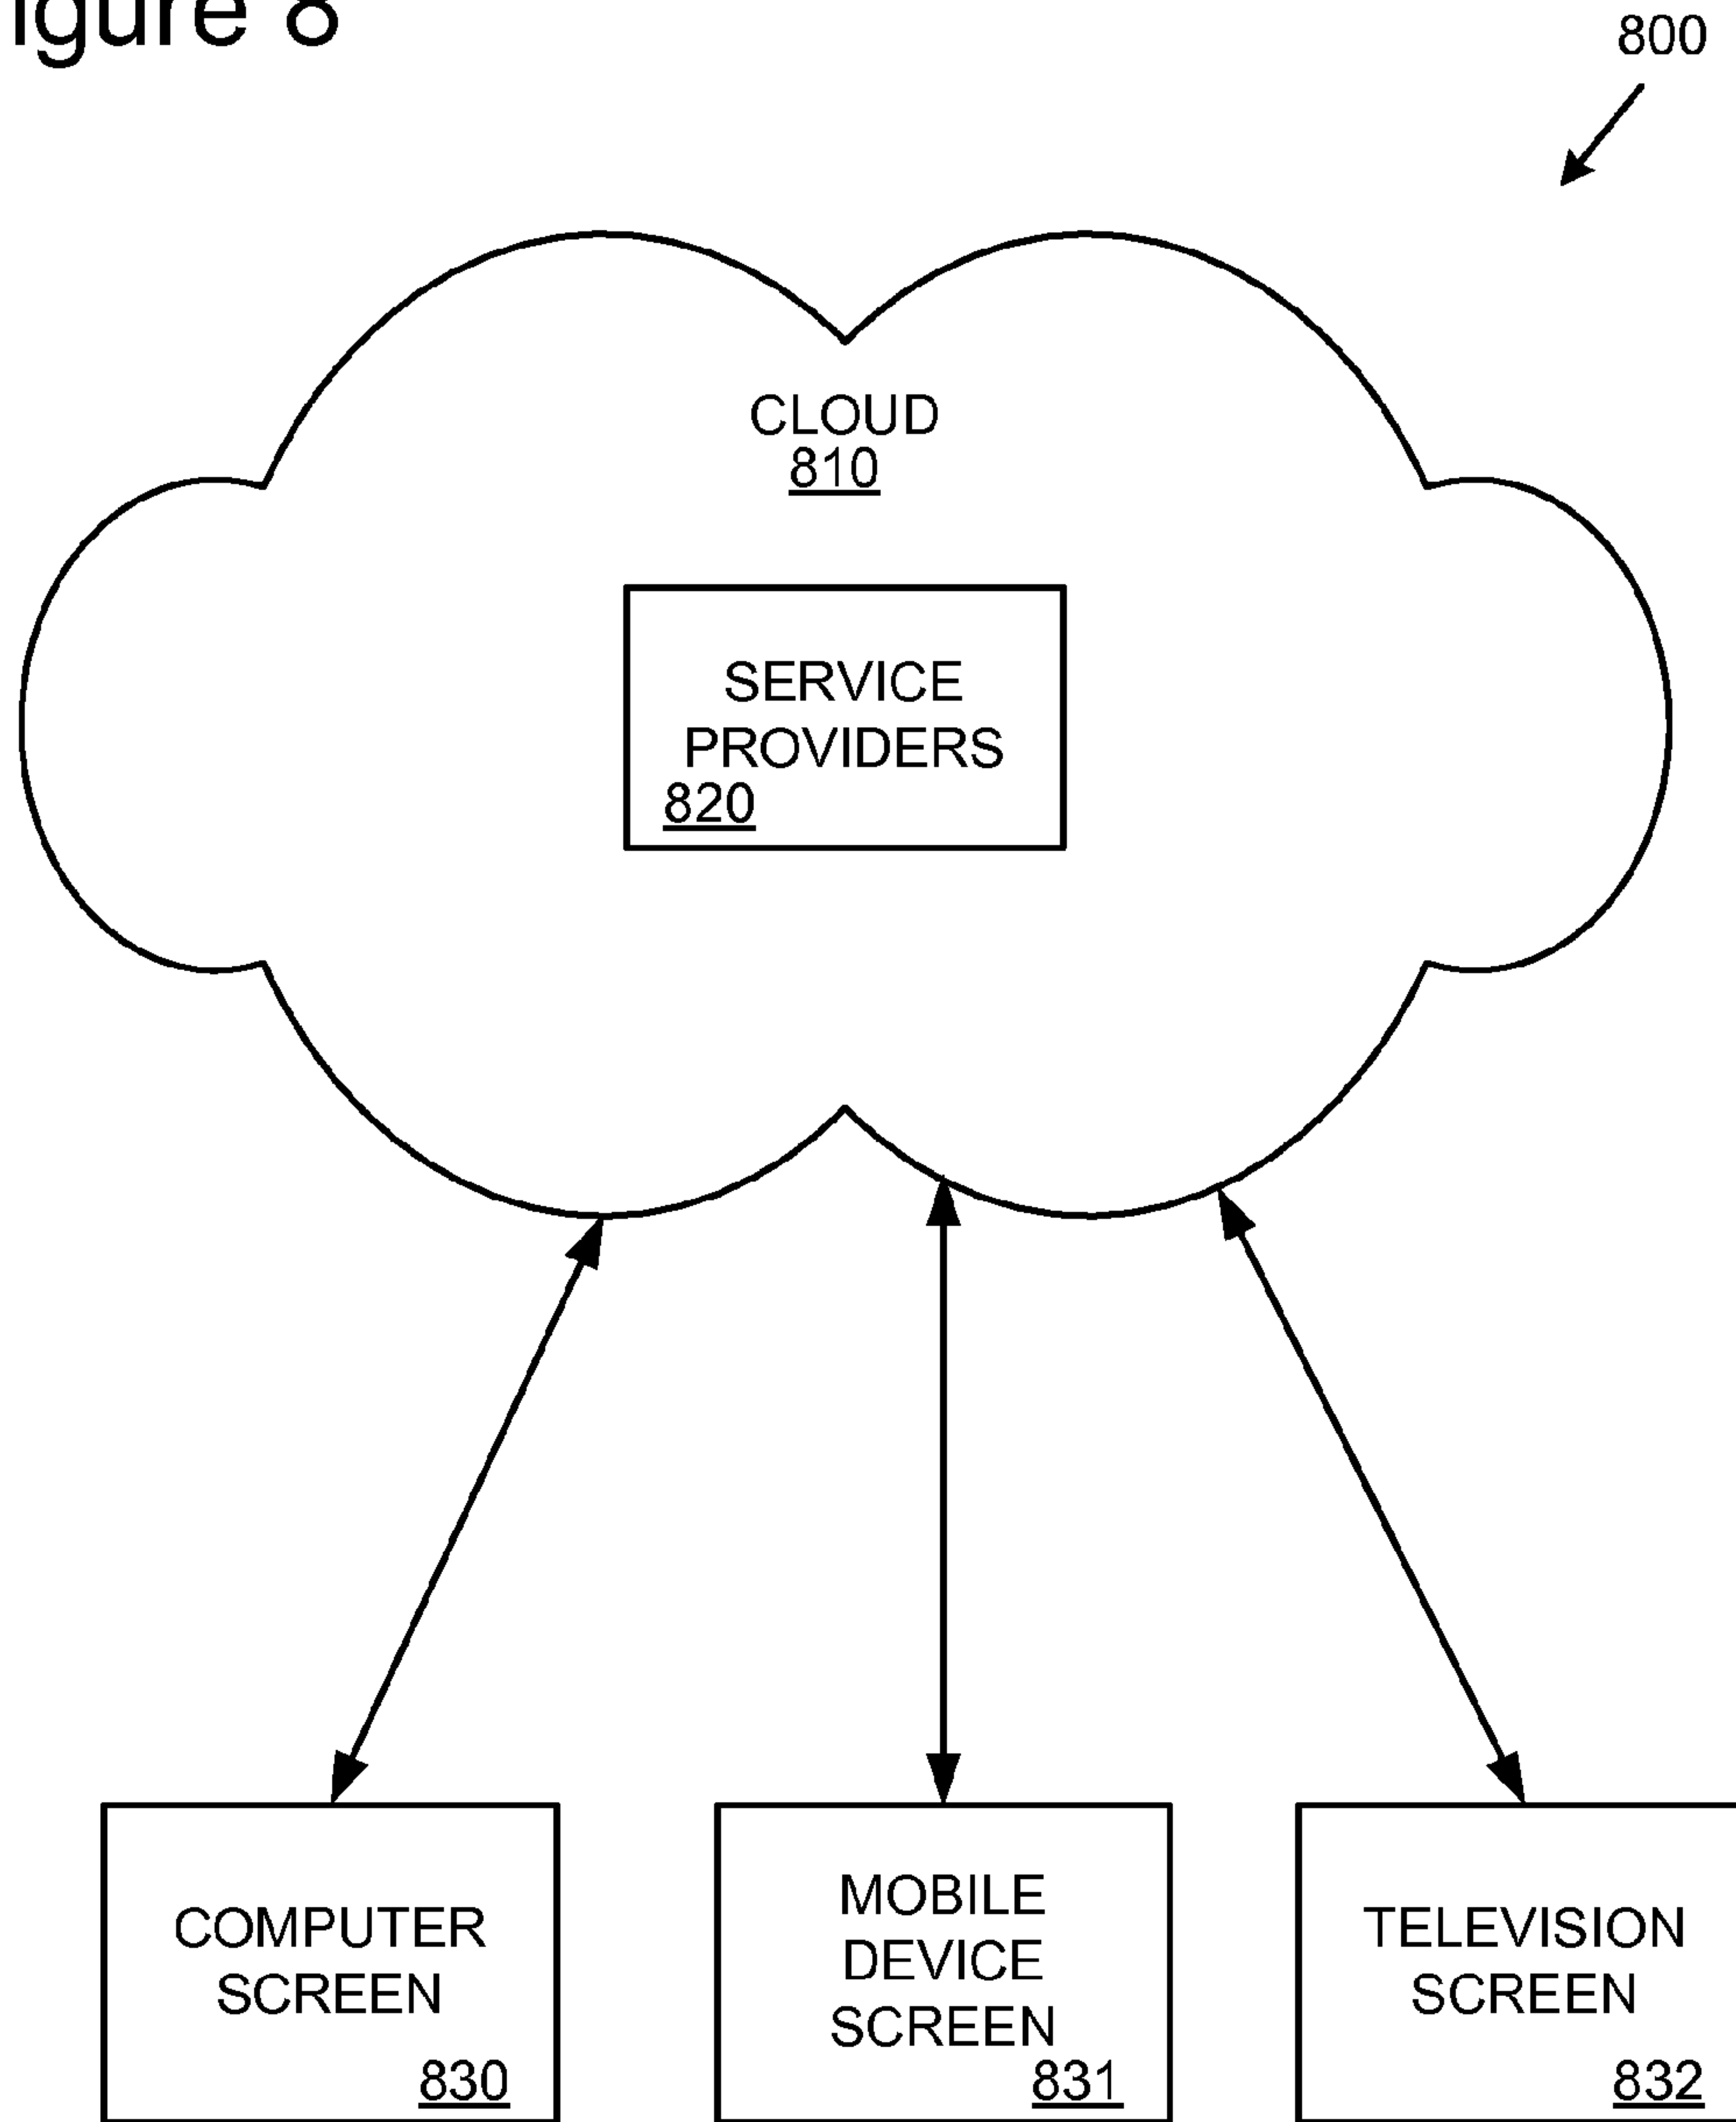 igure 8
800
CLOUD
810
SERVICE
PROVIDERS
820
COMPUTER
SCREEN
830
MOBILE
DEVICE
SCREEN
831
TELEVISION
SCREEN
832